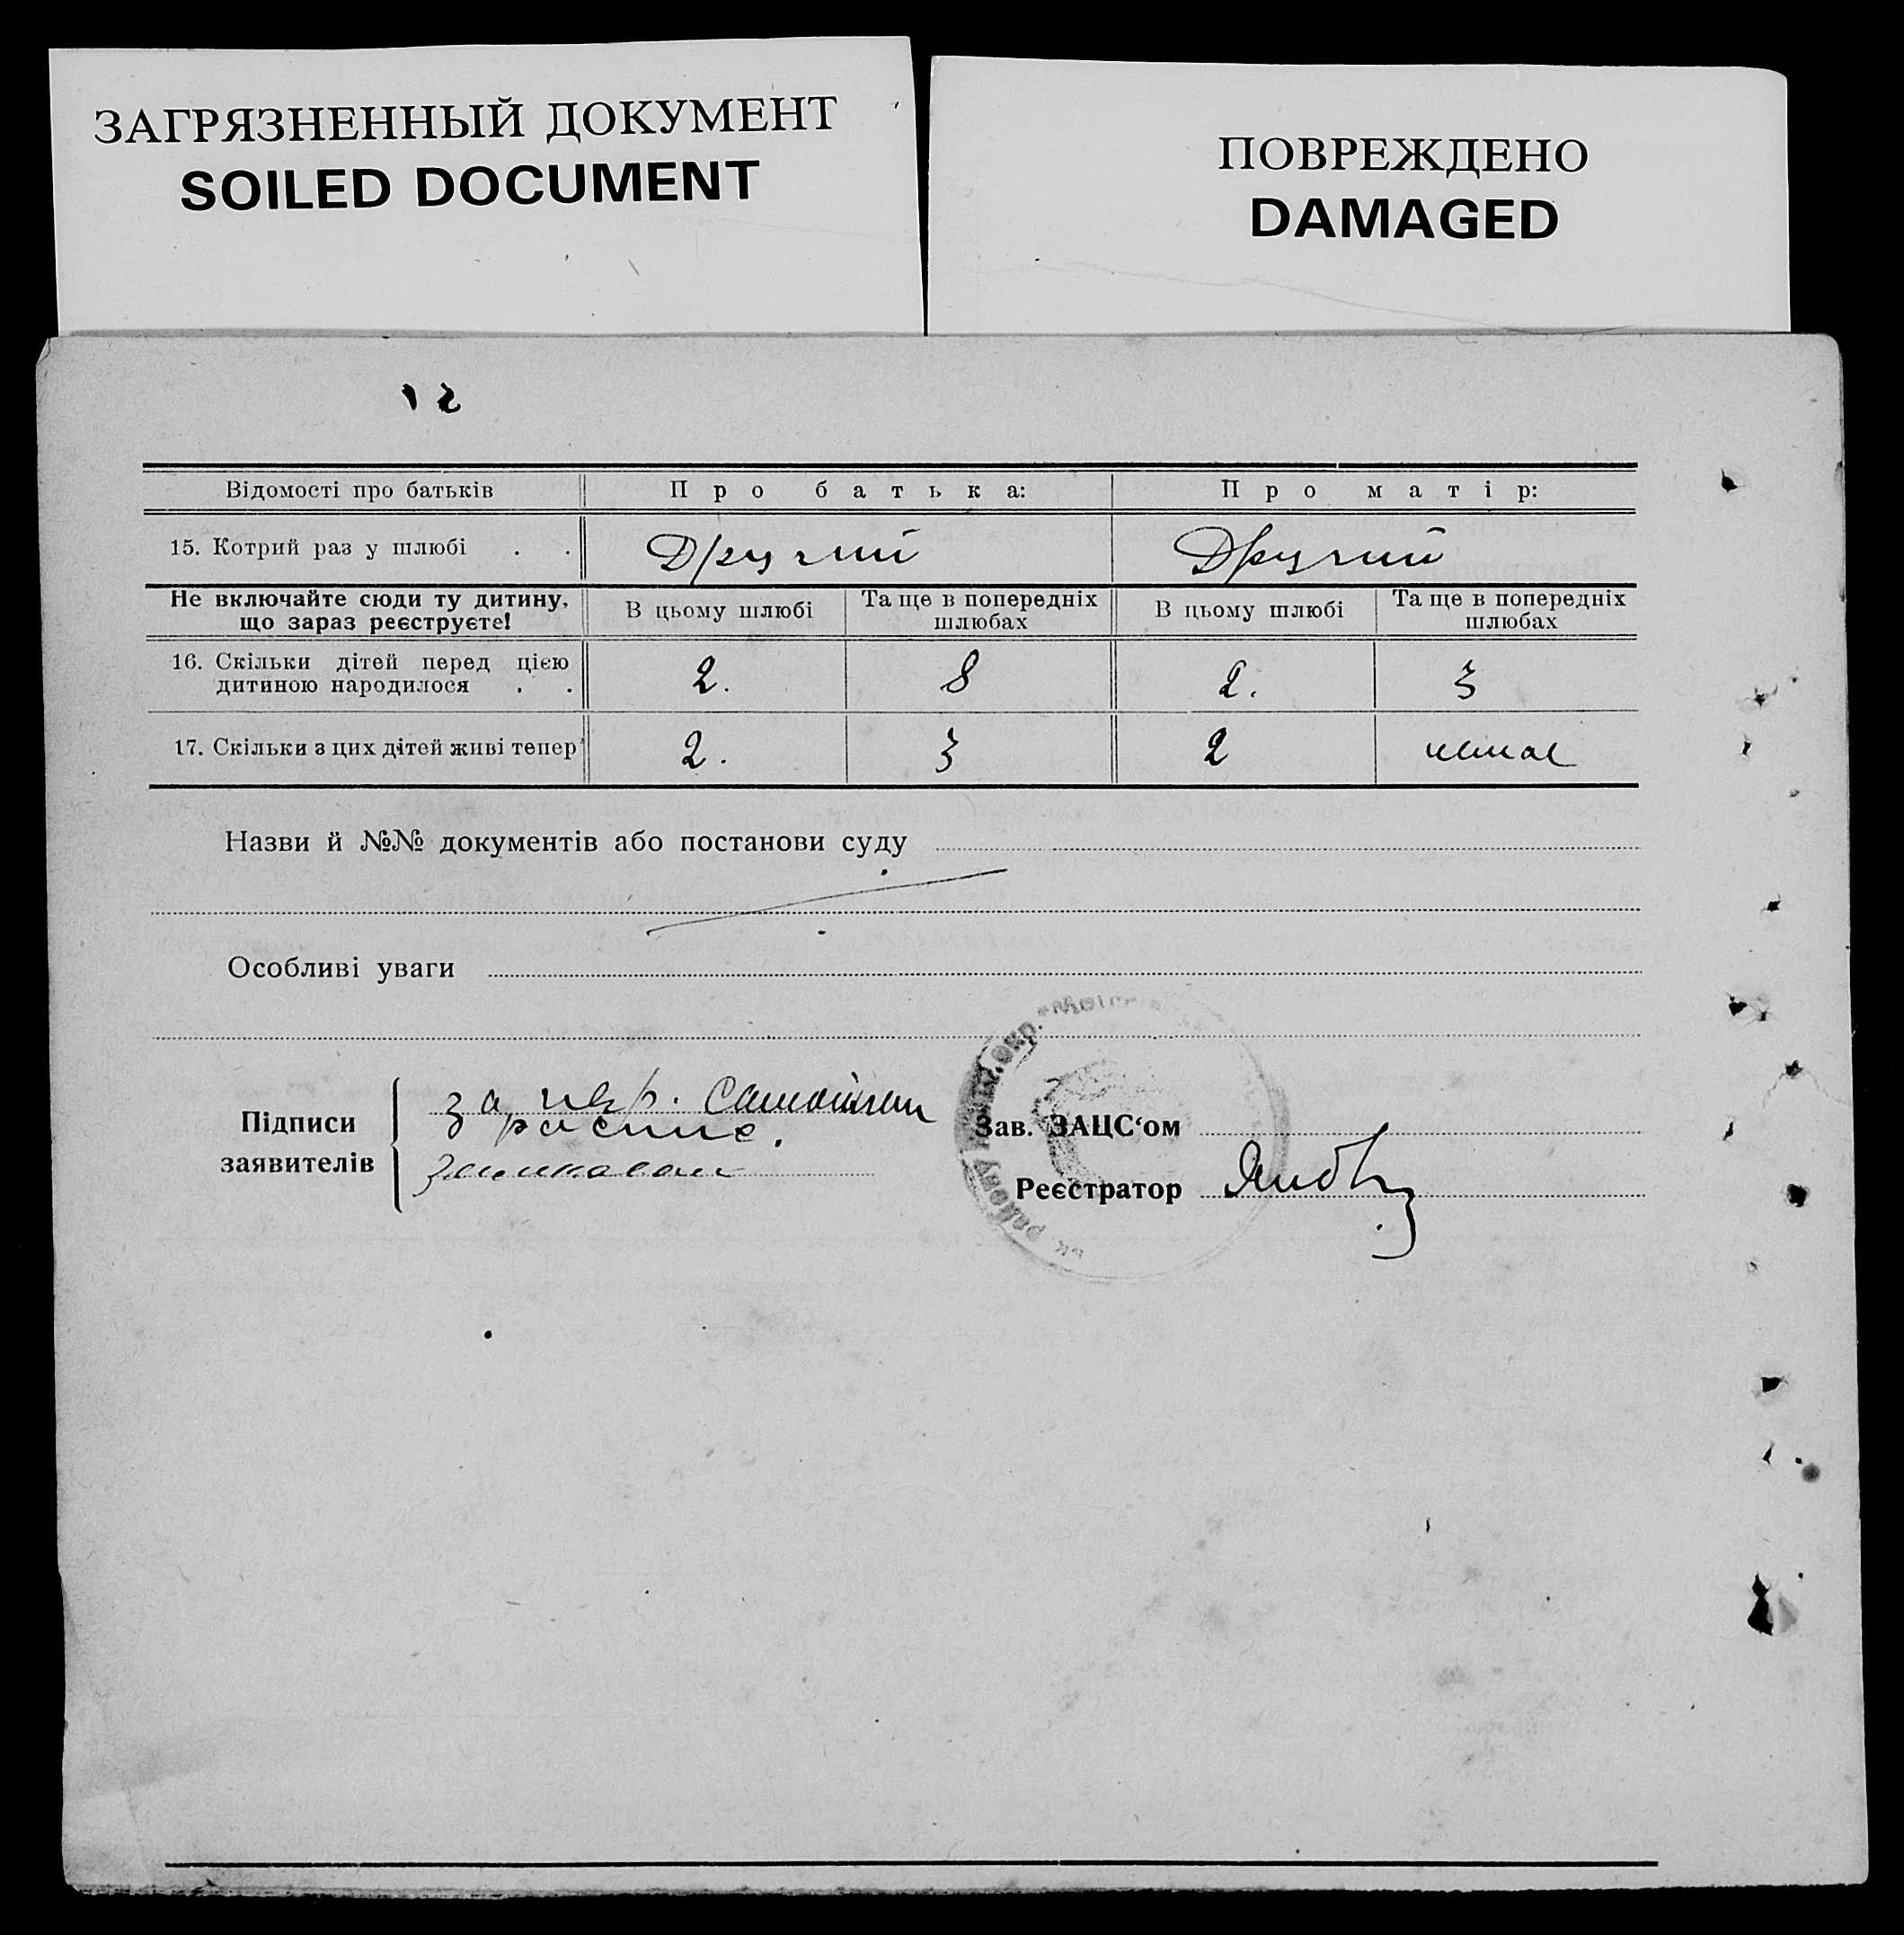 ЗАГРЯЗНЕННЫЙ ДОКУМЕНТ
SOILED DOCUMENT
ПОВРЕЖДЕНО
DAMAGED
Відомості про батьків Про батька: Про матір:
15. Котрий раз у шлюбі . . Другий Другий
Не включайте сюди ту дитину, що зараз реєструєте! В цьому шлюбі Та ще в попередніх шлюбах В цьому шлюбі Та ще в попередніх шлюбах
16. Скільки дітей перед цією
дитиною народилося . . 2. 8 2. 3
17. Скільки з цих дітей живі тепер 2. 3 2 немає
Назви й №№ документів або постанови суду
Особливі уваги
Підписи
заявителів
за непр.
Зав. ЗАЦС‘ом
Реєстратор